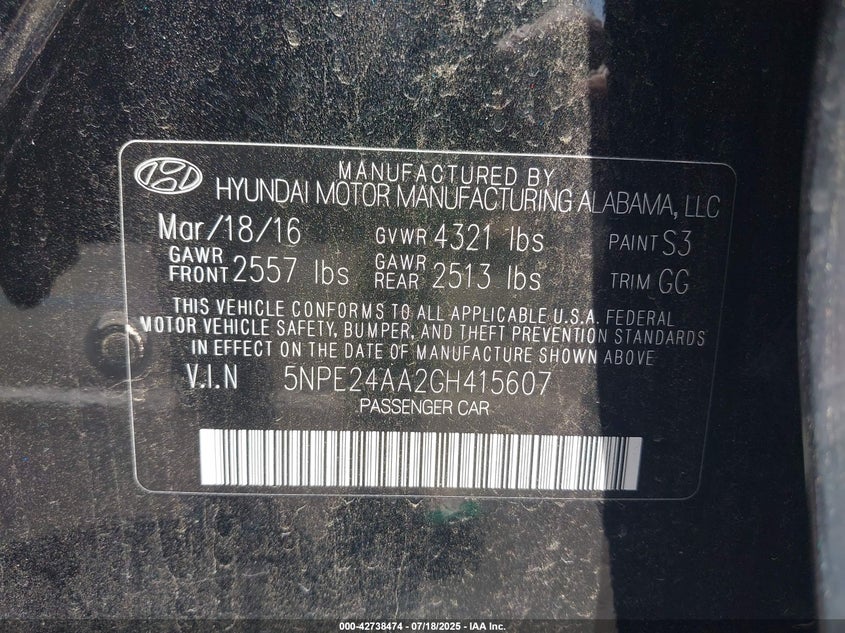 MANUFACTURED BY
HYUNDAI MOTOR MANUFACTURING ALABAMA, LLC
Mar/18/16 GVWR 4321 lbs PAINT S3
GAWR FRONT 2557 lbs GAWR REAR 2513 lbs TRIM GG
THIS VEHICLE CONFORMS TO ALL APPLICABLE U.S.A. FEDERAL
MOTOR VEHICLE SAFETY, BUMPER, AND THEFT PREVENTION STANDARDS
IN EFFECT ON THE DATE OF MANUFACTURE SHOWN ABOVE
V.I.N 5NPE24AA2GH415607
PASSENGER CAR
000-42738474 / 07/18/2025 - IAA Inc.